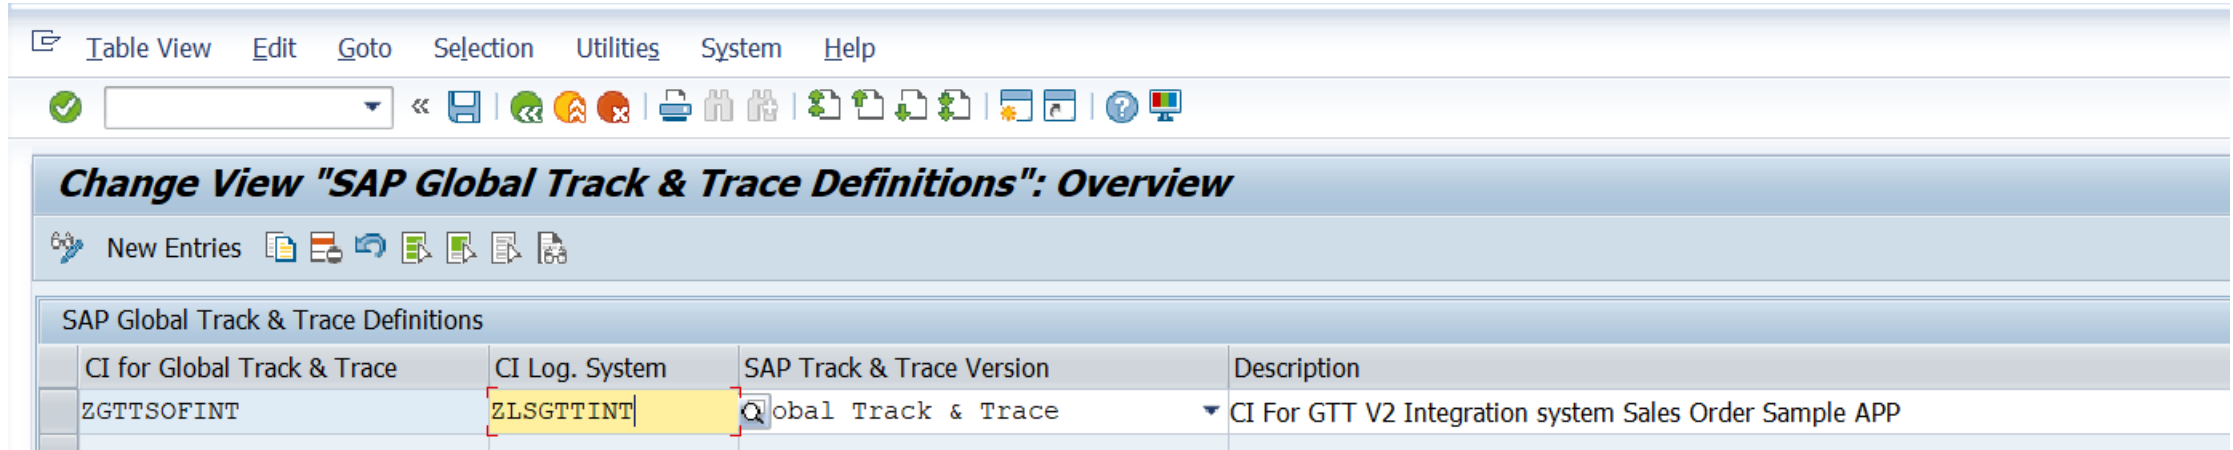 Table View Edit Goto Selection Utilities System Help
Change View "SAP Global Track & Trace Definitions": Overview
New Entries
SAP Global Track & Trace Definitions
CI for Global Track & Trace CI Log. System SAP Track & Trace Version Description
ZGTTSOFINT ZLSGTTINT obal Track & Trace CI For GTT V2 Integration system Sales Order Sample APP